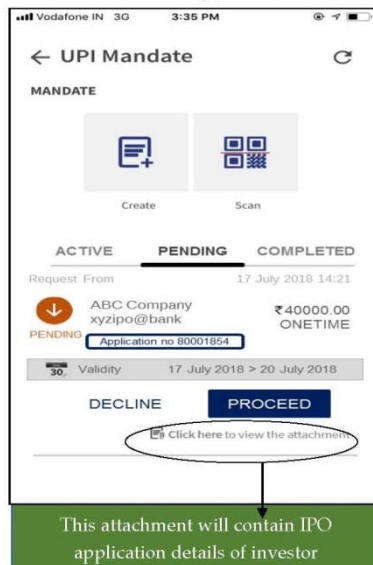 Vodafone IN 3G 3:35 PM
← UPI Mandate
MANDATE
Create Scan
ACTIVE PENDING COMPLETED
Request From 17 July 2018 14:21
ABC Company ₹40000.00
xyzipo@bank ONETIME
PENDING
Application no 80001854
30 Validity 17 July 2018 > 20 July 2018
DECLINE PROCEED
Click here to view the attachment
This attachment will contain IPO
application details of investor